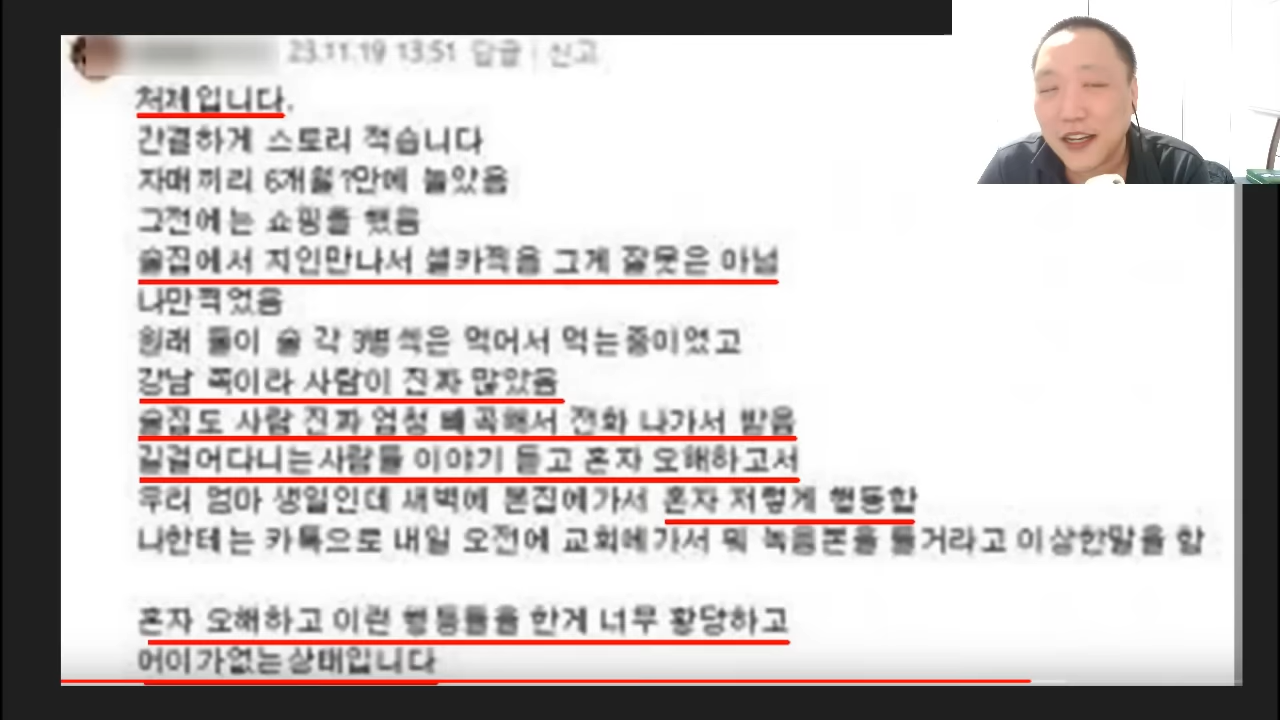 23.11.19 13:51 답글 | 신고
처제입니다.
간결하게 스토리 적습니다
자매끼리 6개월?만에 놀았음
그전에는 쇼핑을 했음
술집에서 지인만나서 셀카찍음 그게 잘못은 아님
나만찍었음
원래 둘이 술 각 3병씩은 먹어서 먹는중이었고
강남 쪽이라 사람이 진짜 많았음
술집도 사람 진짜 엄청 빼곡해서 전화 나가서 받음
길걸어다니는사람들 이야기 듣고 혼자 오해하고서
우리 엄마 생일인데 새벽에 본집에가서 혼자 저렇게 행동함
나한테는 카톡으로 내일 오전에 교회에가서 뭐 녹음본을 틀거라고 이상한말을 함
혼자 오해하고 이런 행동들을 한게 너무 황당하고
어이가없는상태입니다